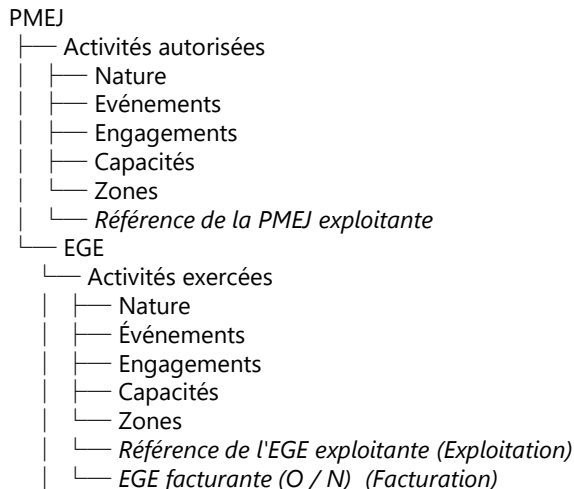 PMEJ
├── Activités autorisées
│ ├── Nature
│ ├── Evénements
│ ├── Engagements
│ ├── Capacités
│ └── Zones
│ └── Référence de la PMEJ exploitante
└── EGE
└── Activités exercées
│ ├── Nature
│ ├── Événements
│ ├── Engagements
│ ├── Capacités
│ └── Zones
│ └── Référence de l'EGE exploitante (Exploitation)
│ └── EGE facturante (O / N) (Facturation)